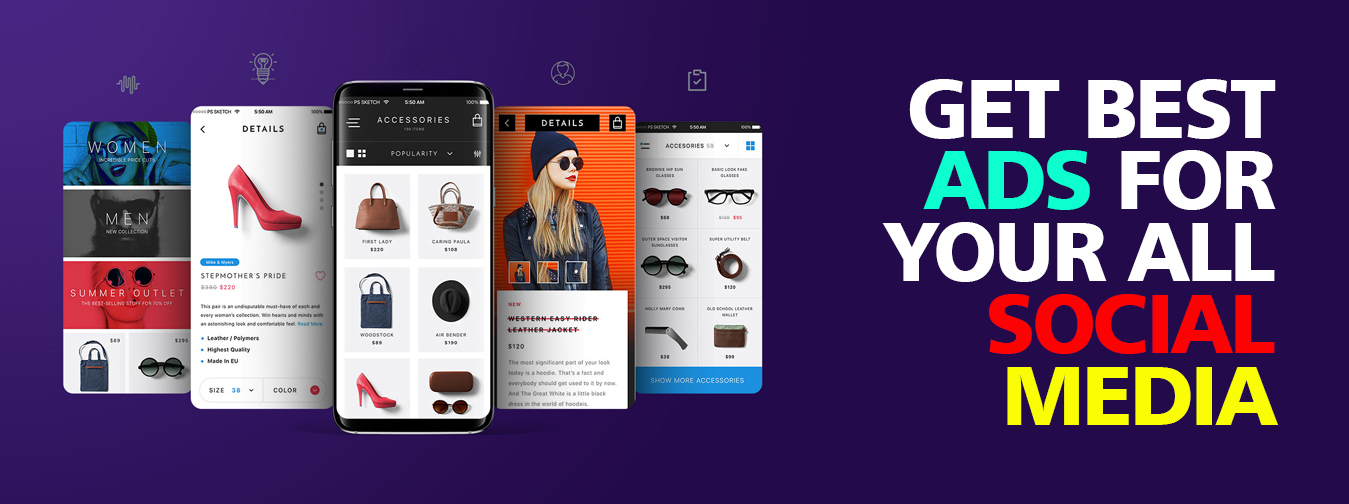 WOMEN
INCREDIBLE PRICE CUTS
MEN
NEW COLLECTION
SUMMER OUTLET
THE BEST-SELLING STUFF FOR 70% OFF
$89
$295
PS SKETCH
5:50 AM
100%
DETAILS
Mike & Myers
STEPMOTHER'S PRIDE
$380 $220
This pair is an undisputable must-have of each and
every woman's collection. Win hearts and minds with
an astonishing look and comfortable feel. Read More
Leather / Polymers
Highest Quality
Made In EU
SIZE 38
COLOR
PS SKETCH
5:50 AM
100%
ACCESSORIES
POPULARITY
FIRST LADY
$220
CARING PAULA
$108
WOODSTOCK
$89
AIR BENDER
$190
DETAILS
NEW
WESTERN EASY RIDER
LEATHER JACKET
$120
The most significant part of your look
today is a hoodie. That's a fact and
everybody should get used to it by now.
And The Great White is a little black
dress in the world of hoodeis.
PS SKETCH
5:50 AM
100%
ACCESORIES 59
BROWNIE HIP SUN
GLASSES
$68
BASIC LOOK FAKE
GLASSES
$95
OUTER SPACE VISITOR
SUNGLASSES
$295
SUPER UTILITY BELT
$120
HOLLY MARY COMB
$38
OLD SCHOOL LEATHER
WALLET
$99
SHOW MORE ACCESSORIES
GET BEST
ADS FOR
YOUR ALL
SOCIAL
MEDIA